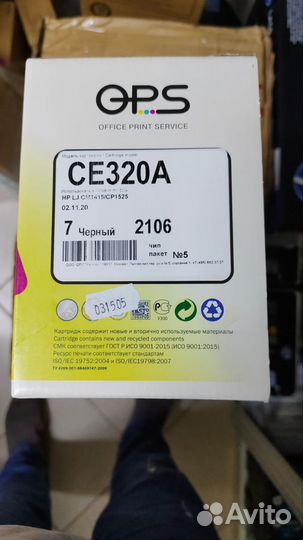 OPS
OFFICE PRINT SERVICE
CE320A
HP LJ CM1415/CP1525
02.11.20
7 Черный 2106
чип
пакет №5
031505
Картридж содержит новые и вторично используемые материалы
Cartridge contains new and recycled components
СМК соответствует ГОСТ Р ИСО 9001-2015 (ИСО 9001:2015)
Ресурс печати соответствует стандартам
ISO/IEC 19752:2004 и ISO/IEC19798:2007
Avito